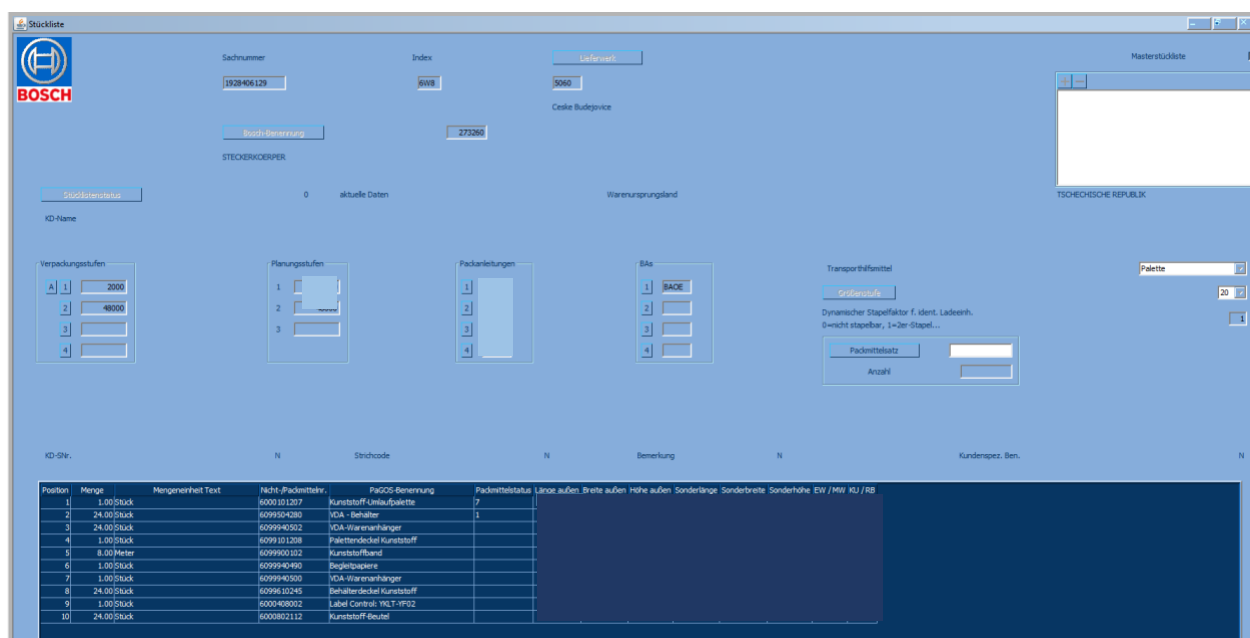 Stückliste
BOSCH
Sachnummer Index Lieferwerk Masterstückliste
1928406129 6W8 5060
Ceske Budejovice
Bosch-Benennung 273260
STECKERKOERPER
Stücklistenstatus 0 aktuelle Daten Warenursprungsland TSCHECHISCHE REPUBLIK
KD-Name
Verpackungsstufen Planungsstufen Packanleitungen BAs
Transporthilfsmittel Palette
A 1 2000 1 1 1 BAOE
Größenstufe 20
2 48000 2 2 2
Dynamischer Stapelfaktor f. ident. Ladeeinh. 1
0=nicht stapelbar, 1=2er-Stapel...
3 3 3 3
4 4 4
Packmittelsatz
Anzahl
KD-SNr. N Strichcode N Bemerkung N Kundenspez. Ben. N
Position Menge Mengeneinheit Text Nicht-/Packmittelnr. PaGOS-Benennung Packmittelstatus Länge außen Breite außen Höhe außen Sonderlänge Sonderbreite Sonderhöhe EW / MW KU / RB
1 1.00 Stück 6000101207 Kunststoff-Umlaufpalette 7
2 24.00 Stück 6099504280 VDA - Behälter 1
3 24.00 Stück 6099940502 VDA-Warenanhänger
4 1.00 Stück 6099101208 Palettendeckel Kunststoff
5 8.00 Meter 6099900102 Kunststoffband
6 1.00 Stück 6099940490 Begleitpapiere
7 1.00 Stück 6099940500 VDA-Warenanhänger
8 24.00 Stück 6099610245 Behälterdeckel Kunststoff
9 1.00 Stück 6000408002 Label Control: YKLT-YF02
10 24.00 Stück 6000802112 Kunststoff-Beutel